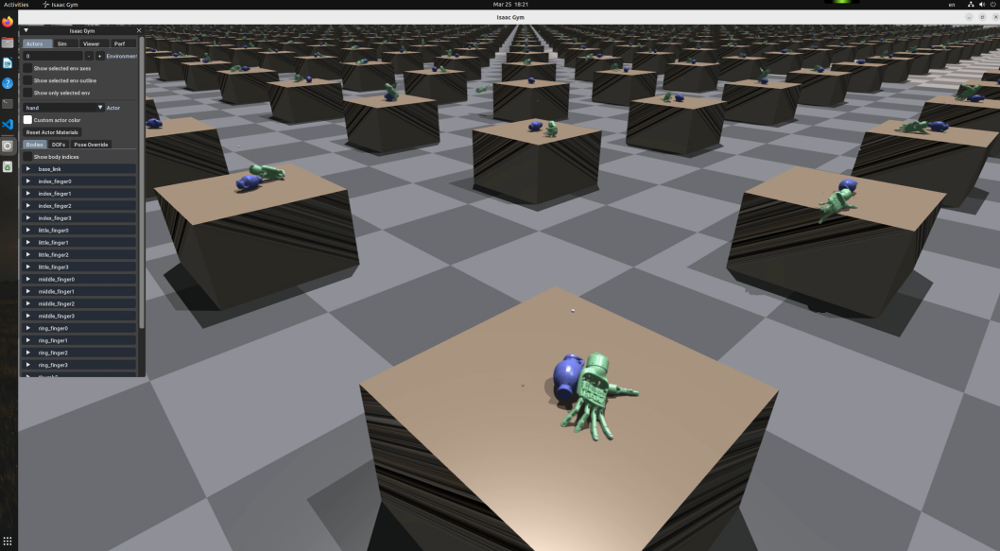 Activities Isaac Gym Mar 25 18:21 en
Isaac Gym
Isaac Gym
Actors Sim Viewer Perf
0 - + Environment
Show selected env axes
Show selected env outline
Show only selected env
hand Actor
Custom actor color
Reset Actor Materials
Bodies DOFs Pose Override
Show body indices
base_link
index_finger0
index_finger1
index_finger2
index_finger3
little_finger0
little_finger1
little_finger2
little_finger3
middle_finger0
middle_finger1
middle_finger2
middle_finger3
ring_finger0
ring_finger1
ring_finger2
ring_finger3